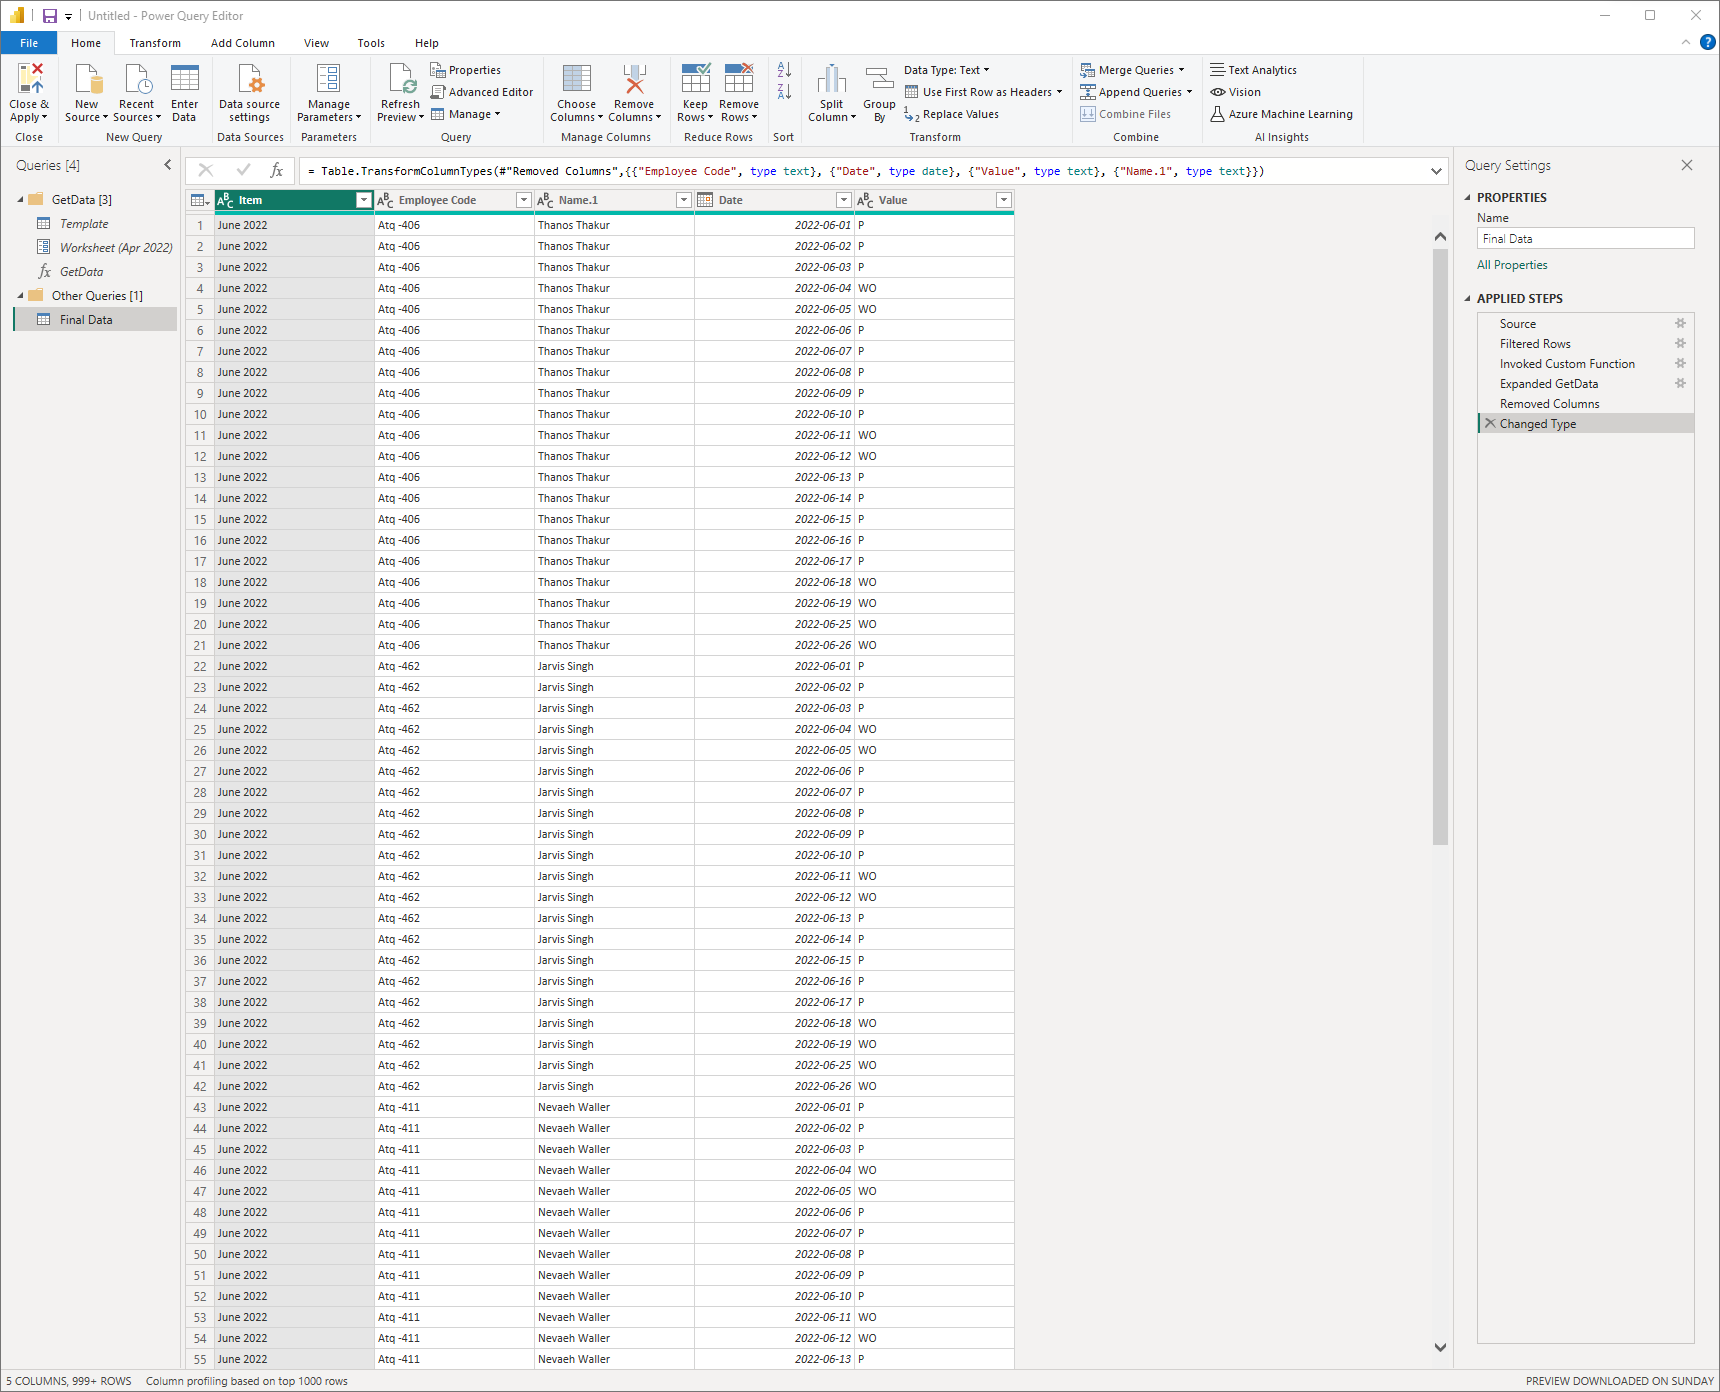 Untitled - Power Query Editor
File Home Transform Add Column View Tools Help
Close & Apply
Close
New Source
Recent Sources
Enter Data
New Query
Data source settings
Data Sources
Manage Parameters
Parameters
Refresh Preview
Properties
Advanced Editor
Manage
Query
Choose Columns
Remove Columns
Manage Columns
Keep Rows
Remove Rows
Reduce Rows
Sort
Split Column
Group By
Data Type: Text
Use First Row as Headers
Replace Values
Transform
Merge Queries
Append Queries
Combine Files
Combine
Text Analytics
Vision
Azure Machine Learning
AI Insights
Queries [4]
GetData [3]
Template
Worksheet (Apr 2022)
fx GetData
Other Queries [1]
Final Data
fx = Table.TransformColumnTypes(#"Removed Columns",{{"Employee Code", type text}, {"Date", type date}, {"Value", type text}, {"Name.1", type text}})
Item Employee Code Name.1 Date Value
1 June 2022 Atq -406 Thanos Thakur 2022-06-01 P
2 June 2022 Atq -406 Thanos Thakur 2022-06-02 P
3 June 2022 Atq -406 Thanos Thakur 2022-06-03 P
4 June 2022 Atq -406 Thanos Thakur 2022-06-04 WO
5 June 2022 Atq -406 Thanos Thakur 2022-06-05 WO
6 June 2022 Atq -406 Thanos Thakur 2022-06-06 P
7 June 2022 Atq -406 Thanos Thakur 2022-06-07 P
8 June 2022 Atq -406 Thanos Thakur 2022-06-08 P
9 June 2022 Atq -406 Thanos Thakur 2022-06-09 P
10 June 2022 Atq -406 Thanos Thakur 2022-06-10 P
11 June 2022 Atq -406 Thanos Thakur 2022-06-11 WO
12 June 2022 Atq -406 Thanos Thakur 2022-06-12 WO
13 June 2022 Atq -406 Thanos Thakur 2022-06-13 P
14 June 2022 Atq -406 Thanos Thakur 2022-06-14 P
15 June 2022 Atq -406 Thanos Thakur 2022-06-15 P
16 June 2022 Atq -406 Thanos Thakur 2022-06-16 P
17 June 2022 Atq -406 Thanos Thakur 2022-06-17 P
18 June 2022 Atq -406 Thanos Thakur 2022-06-18 WO
19 June 2022 Atq -406 Thanos Thakur 2022-06-19 WO
20 June 2022 Atq -406 Thanos Thakur 2022-06-25 WO
21 June 2022 Atq -406 Thanos Thakur 2022-06-26 WO
22 June 2022 Atq -462 Jarvis Singh 2022-06-01 P
23 June 2022 Atq -462 Jarvis Singh 2022-06-02 P
24 June 2022 Atq -462 Jarvis Singh 2022-06-03 P
25 June 2022 Atq -462 Jarvis Singh 2022-06-04 WO
26 June 2022 Atq -462 Jarvis Singh 2022-06-05 WO
27 June 2022 Atq -462 Jarvis Singh 2022-06-06 P
28 June 2022 Atq -462 Jarvis Singh 2022-06-07 P
29 June 2022 Atq -462 Jarvis Singh 2022-06-08 P
30 June 2022 Atq -462 Jarvis Singh 2022-06-09 P
31 June 2022 Atq -462 Jarvis Singh 2022-06-10 P
32 June 2022 Atq -462 Jarvis Singh 2022-06-11 WO
33 June 2022 Atq -462 Jarvis Singh 2022-06-12 WO
34 June 2022 Atq -462 Jarvis Singh 2022-06-13 P
35 June 2022 Atq -462 Jarvis Singh 2022-06-14 P
36 June 2022 Atq -462 Jarvis Singh 2022-06-15 P
37 June 2022 Atq -462 Jarvis Singh 2022-06-16 P
38 June 2022 Atq -462 Jarvis Singh 2022-06-17 P
39 June 2022 Atq -462 Jarvis Singh 2022-06-18 WO
40 June 2022 Atq -462 Jarvis Singh 2022-06-19 WO
41 June 2022 Atq -462 Jarvis Singh 2022-06-25 WO
42 June 2022 Atq -462 Jarvis Singh 2022-06-26 WO
43 June 2022 Atq -411 Nevaeh Waller 2022-06-01 P
44 June 2022 Atq -411 Nevaeh Waller 2022-06-02 P
45 June 2022 Atq -411 Nevaeh Waller 2022-06-03 P
46 June 2022 Atq -411 Nevaeh Waller 2022-06-04 WO
47 June 2022 Atq -411 Nevaeh Waller 2022-06-05 WO
48 June 2022 Atq -411 Nevaeh Waller 2022-06-06 P
49 June 2022 Atq -411 Nevaeh Waller 2022-06-07 P
50 June 2022 Atq -411 Nevaeh Waller 2022-06-08 P
51 June 2022 Atq -411 Nevaeh Waller 2022-06-09 P
52 June 2022 Atq -411 Nevaeh Waller 2022-06-10 P
53 June 2022 Atq -411 Nevaeh Waller 2022-06-11 WO
54 June 2022 Atq -411 Nevaeh Waller 2022-06-12 WO
55 June 2022 Atq -411 Nevaeh Waller 2022-06-13 P
Query Settings
PROPERTIES
Name
Final Data
All Properties
APPLIED STEPS
Source
Filtered Rows
Invoked Custom Function
Expanded GetData
Removed Columns
Changed Type
5 COLUMNS, 999+ ROWS Column profiling based on top 1000 rows
PREVIEW DOWNLOADED ON SUNDAY